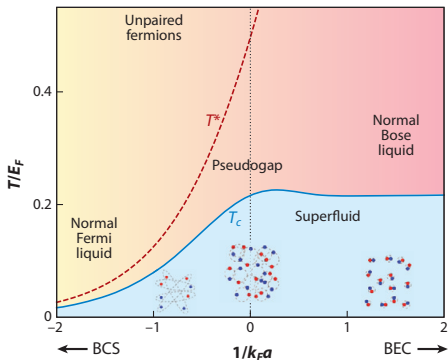 Unpaired
fermions
0.4
T*
T/E_F
Normal
Bose
liquid
Pseudogap
0.2
T_c
Superfluid
Normal
Fermi
liquid
0
−2
−1
0
1
2
← BCS
1/k_F a
BEC →